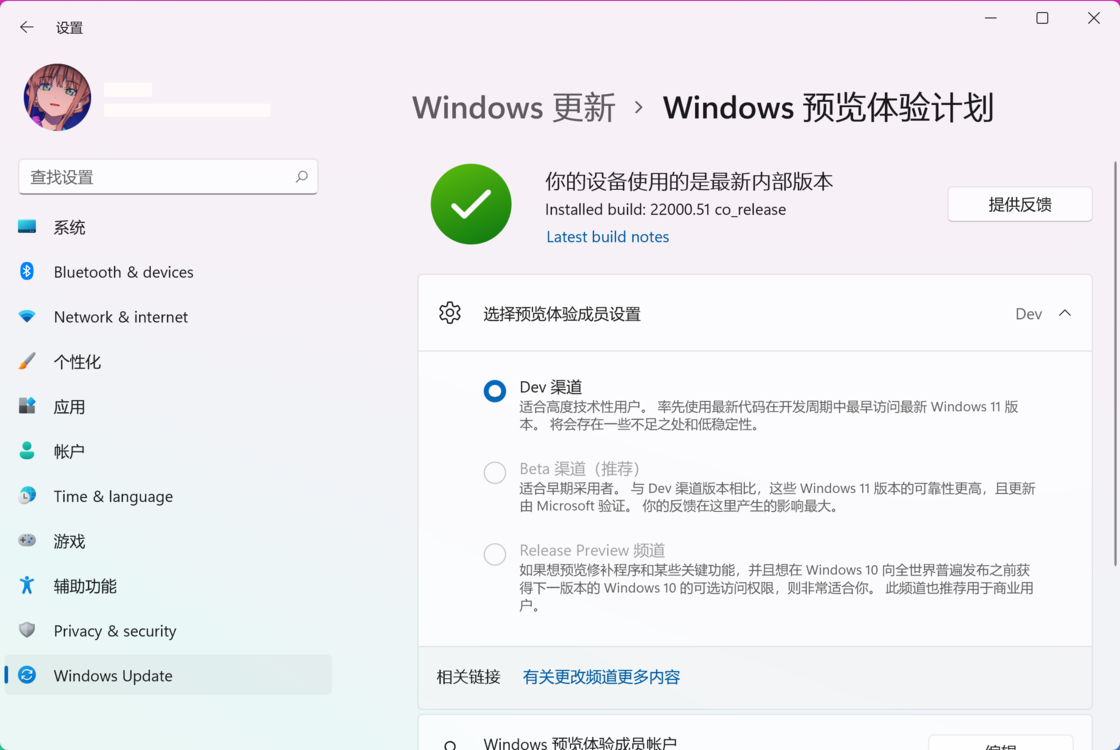 设置
Windows 更新 › Windows 预览体验计划
查找设置
系统
Bluetooth & devices
Network & internet
个性化
应用
帐户
Time & language
游戏
辅助功能
Privacy & security
Windows Update
你的设备使用的是最新内部版本
Installed build: 22000.51 co_release
Latest build notes
提供反馈
选择预览体验成员设置
Dev
Dev 渠道
适合高度技术性用户。 率先使用最新代码在开发周期中最早访问最新 Windows 11 版
本。 将会存在一些不足之处和低稳定性。
Beta 渠道（推荐）
适合早期采用者。 与 Dev 渠道版本相比，这些 Windows 11 版本的可靠性更高，且更新
由 Microsoft 验证。 你的反馈在这里产生的影响最大。
Release Preview 频道
如果想预览修补程序和某些关键功能，并且想在 Windows 10 向全世界普遍发布之前获
得下一版本的 Windows 10 的可选访问权限，则非常适合你。 此频道也推荐用于商业用
户。
相关链接
有关更改频道更多内容
Windows 预览体验成员帐户
编辑